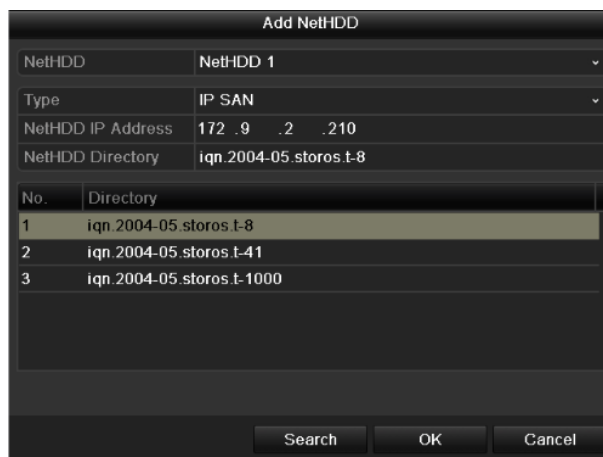 Add NetHDD
NetHDD NetHDD 1
Type IP SAN
NetHDD IP Address 172 .9 .2 .210
NetHDD Directory iqn.2004-05.storos.t-8
No. Directory
1 iqn.2004-05.storos.t-8
2 iqn.2004-05.storos.t-41
3 iqn.2004-05.storos.t-1000
Search OK Cancel